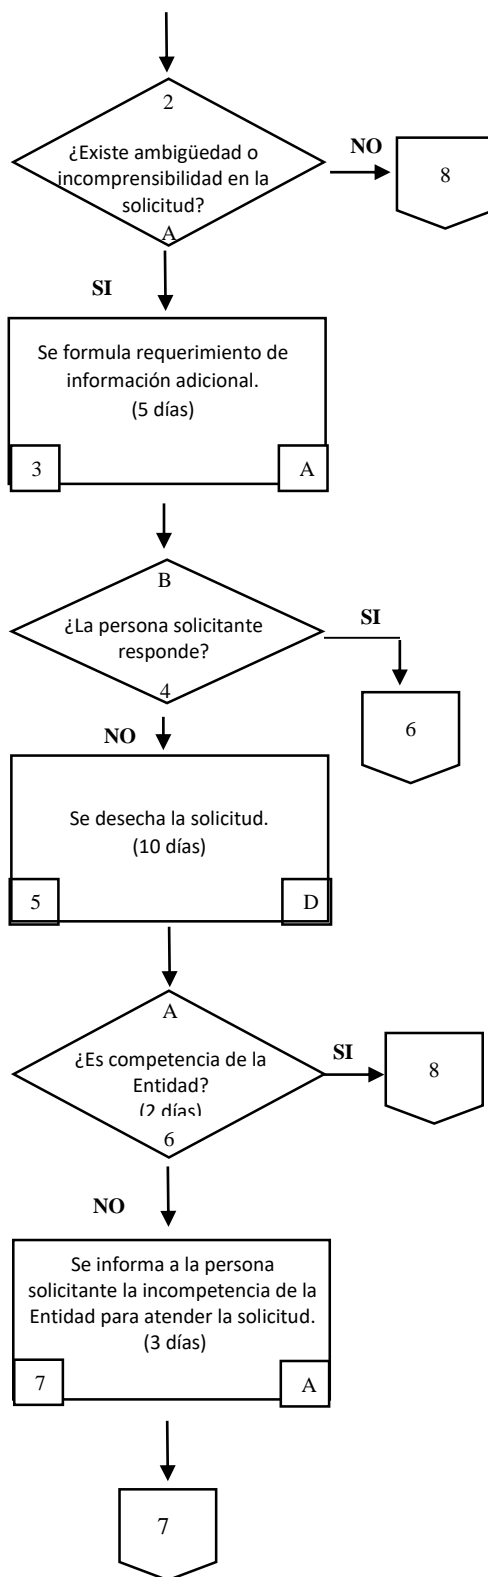 2
¿Existe ambigüedad o
incomprensibilidad en la
solicitud?
A
NO
8
SI
Se formula requerimiento de
información adicional.
(5 días)
3
A
B
¿La persona solicitante
responde?
4
SI
6
NO
Se desecha la solicitud.
(10 días)
5
D
A
¿Es competencia de la
Entidad?
(2 días)
6
SI
8
NO
Se informa a la persona
solicitante la incompetencia de la
Entidad para atender la solicitud.
(3 días)
7
A
7